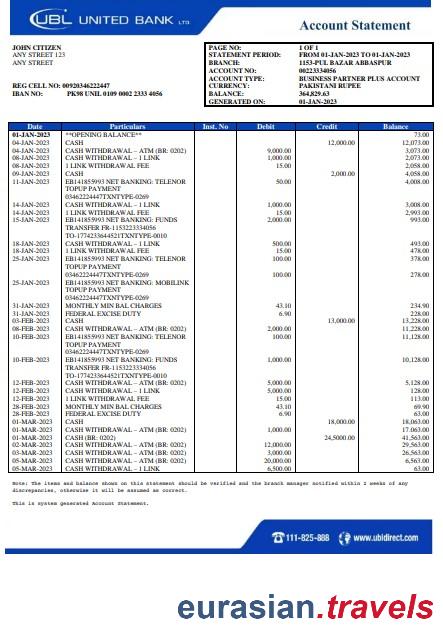 UBL UNITED BANK LTD.
Account Statement
JOHN CITIZEN
ANY STREET 123
ANY STREET
REG CELL NO: 00920346222447
IBAN NO: PK98 UNIL 0109 0002 2333 4056
PAGE NO: 1 OF 1
STATEMENT PERIOD: FROM 01-JAN-2023 TO 01-JAN-2023
BRANCH: 1153-PUL BAZAR ABBASPUR
ACCOUNT NO: 00223334056
ACCOUNT TYPE: BUSINESS PARTNER PLUS ACCOUNT
CURRENCY: PAKISTANI RUPEE
BALANCE: 364,829.63
GENERATED ON: 01-JAN-2023
Date Particulars Inst. No Debit Credit Balance
01-JAN-2023 **OPENING BALANCE** 73.00
04-JAN-2023 CASH 12,000.00 12,073.00
04-JAN-2023 CASH WITHDRAWAL – ATM (BR: 0202) 9,000.00 3,073.00
08-JAN-2023 CASH WITHDRAWAL – 1 LINK 1,000.00 2,073.00
08-JAN-2023 1 LINK WITHDRAWAL FEE 15.00 2,058.00
09-JAN-2023 CASH 2,000.00 4,058.00
11-JAN-2023 EB141855993 NET BANKING: TELENOR 50.00 4,008.00
TOPUP PAYMENT
03462224447TXNTYPE-0269
14-JAN-2023 CASH WITHDRAWAL – 1 LINK 1,000.00 3,008.00
14-JAN-2023 1 LINK WITHDRAWAL FEE 15.00 2,993.00
15-JAN-2023 EB141855993 NET BANKING: FUNDS 2,000.00 993.00
TRANSFER FR-1153223334056
TO-1774233644521TXNTYPE-0010
18-JAN-2023 CASH WITHDRAWAL – 1 LINK 500.00 493.00
18-JAN-2023 1 LINK WITHDRAWAL FEE 15.00 478.00
25-JAN-2023 EB141855993 NET BANKING: TELENOR 100.00 378.00
TOPUP PAYMENT
03462224447TXNTYPE-0269 100.00 278.00
25-JAN-2023 EB141855993 NET BANKING: MOBILINK
TOPUP PAYMENT
03462224447TXNTYPE-0269
31-JAN-2023 MONTHLY MIN BAL CHARGES 43.10 234.90
31-JAN-2023 FEDERAL EXCISE DUTY 6.90 228.00
03-FEB-2023 CASH 13,000.00 13,228.00
08-FEB-2023 CASH WITHDRAWAL – ATM (BR: 0202) 2,000.00 11,228.00
10-FEB-2023 EB141855993 NET BANKING: TELENOR 100.00 11,128.00
TOPUP PAYMENT
03462224447TXNTYPE-0269
10-FEB-2023 EB141855993 NET BANKING: FUNDS 1,000.00 10,128.00
TRANSFER FR-1153223334056
TO-1774233644521TXNTYPE-0010
12-FEB-2023 CASH WITHDRAWAL – ATM (BR: 0202) 5,000.00 5,128.00
12-FEB-2023 CASH WITHDRAWAL – 1 LINK 5,000.00 128.00
12-FEB-2023 1 LINK WITHDRAWAL FEE 15.00 113.00
28-FEB-2023 MONTHLY MIN BAL CHARGES 43.10 69.90
28-FEB-2023 FEDERAL EXCISE DUTY 6.90 63.00
01-MAR-2023 CASH 18,000.00 18,063.00
01-MAR-2023 CASH WITHDRAWAL – ATM (BR: 0202) 1,000.00 17.063.00
01-MAR-2023 CASH (BR: 0202) 24,5000.00 41,563.00
01-MAR-2023 CASH WITHDRAWAL – ATM (BR: 0202) 12,000.00 29,563.00
03-MAR-2023 CASH WITHDRAWAL – ATM (BR: 0202) 3,000.00 26,563.00
05-MAR-2023 CASH WITHDRAWAL – ATM (BR: 0202) 20,000.00 6,563.00
05-MAR-2023 CASH WITHDRAWAL – 1 LINK 6,500.00 63.00
Note: The items and balance shown on this statement should be verified and the branch manager notified within 2 weeks of any
discrepancies, otherwise it will be assumed as correct.
This is system generated Account Statement.
111-825-888 www.ubldirect.com
eurasian.travels